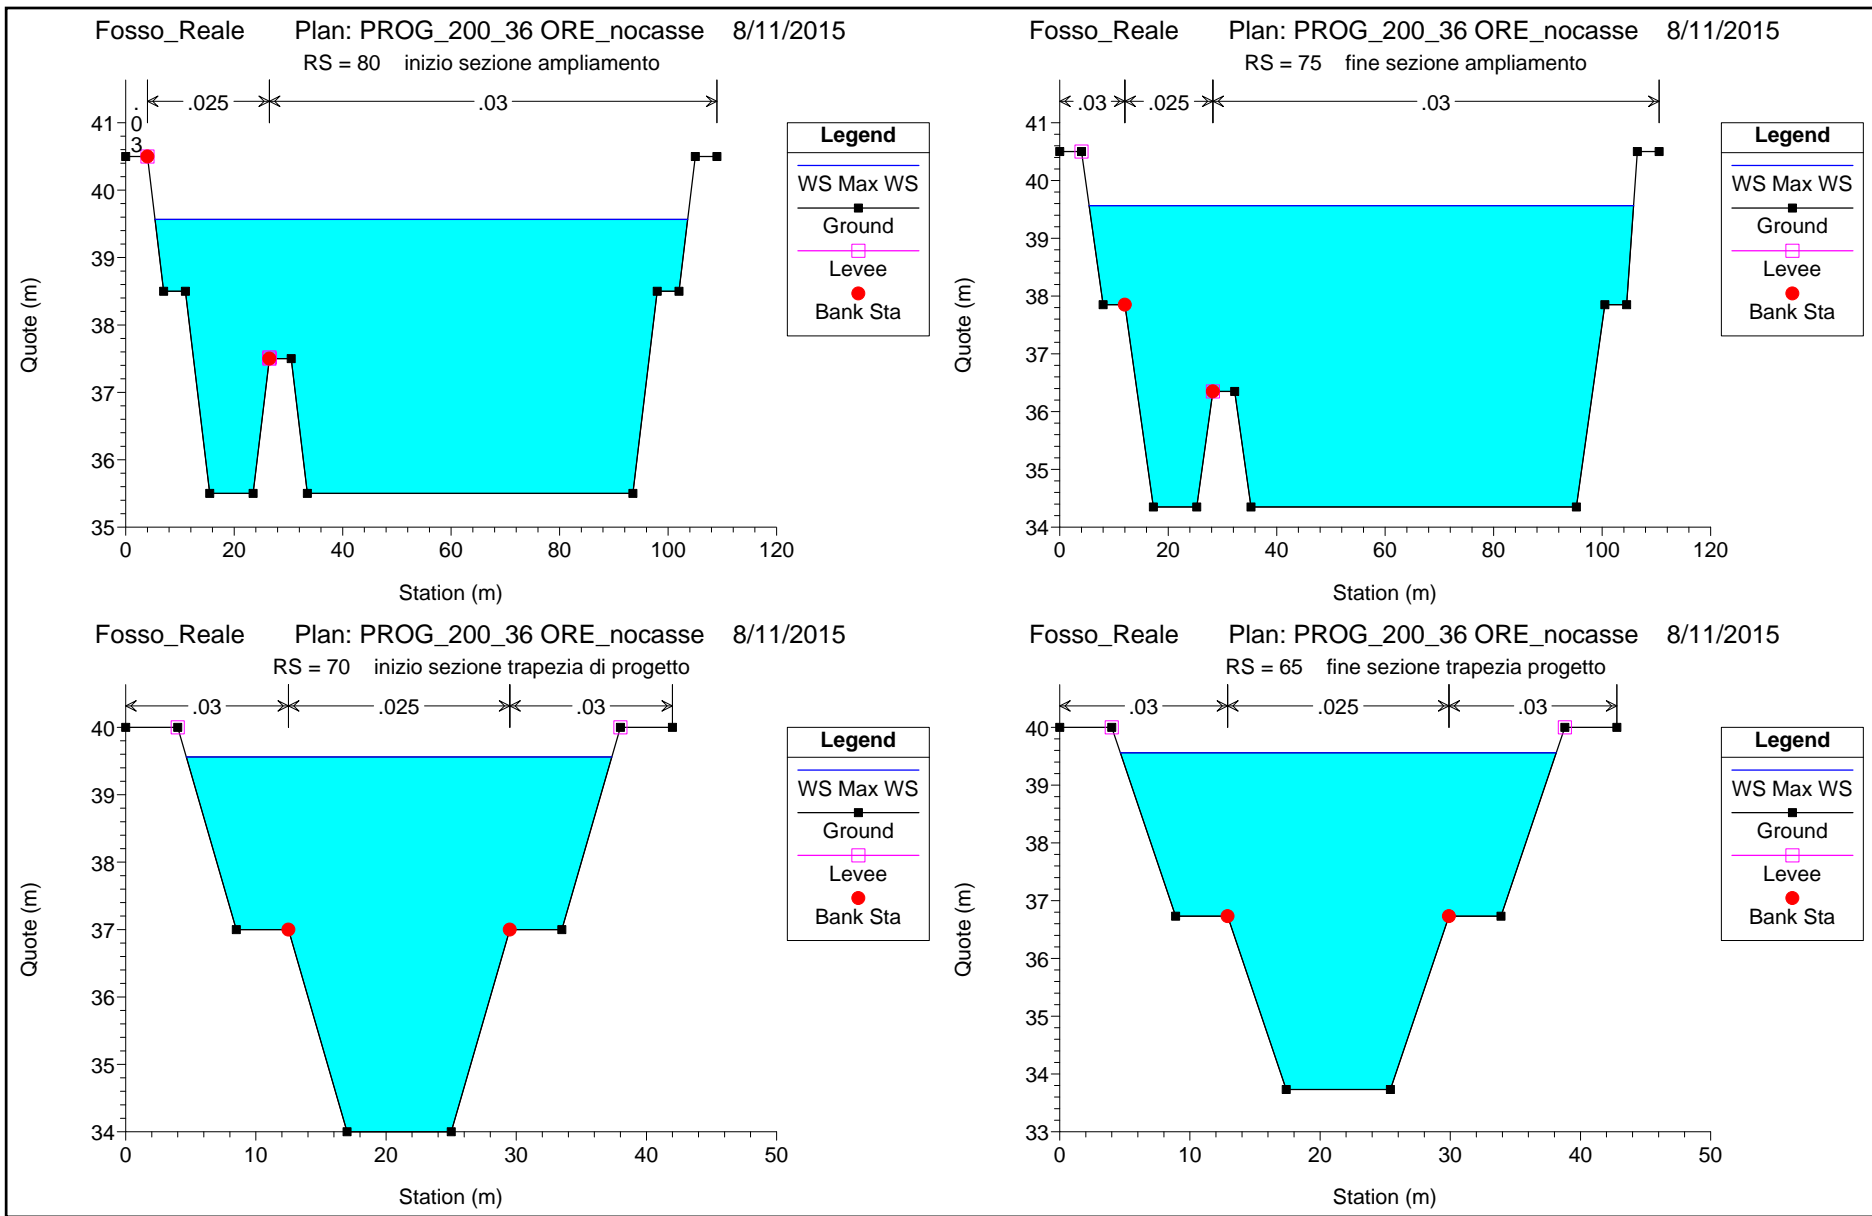 Fosso_Reale Plan: PROG_200_36 ORE_nocasse 8/11/2015
RS = 80 inizio sezione ampliamento
.03 .025 .03
41
40
39
38
37
36
35
0 20 40 60 80 100 120
Station (m)
Quote (m)
Legend
WS Max WS
Ground
Levee
Bank Sta
Fosso_Reale Plan: PROG_200_36 ORE_nocasse 8/11/2015
RS = 75 fine sezione ampliamento
.03 .025 .03
41
40
39
38
37
36
35
34
0 20 40 60 80 100 120
Station (m)
Quote (m)
Legend
WS Max WS
Ground
Levee
Bank Sta
Fosso_Reale Plan: PROG_200_36 ORE_nocasse 8/11/2015
RS = 70 inizio sezione trapezia di progetto
.03 .025 .03
40
39
38
37
36
35
34
0 10 20 30 40 50
Station (m)
Quote (m)
Legend
WS Max WS
Ground
Levee
Bank Sta
Fosso_Reale Plan: PROG_200_36 ORE_nocasse 8/11/2015
RS = 65 fine sezione trapezia progetto
.03 .025 .03
40
39
38
37
36
35
34
33
0 10 20 30 40 50
Station (m)
Quote (m)
Legend
WS Max WS
Ground
Levee
Bank Sta